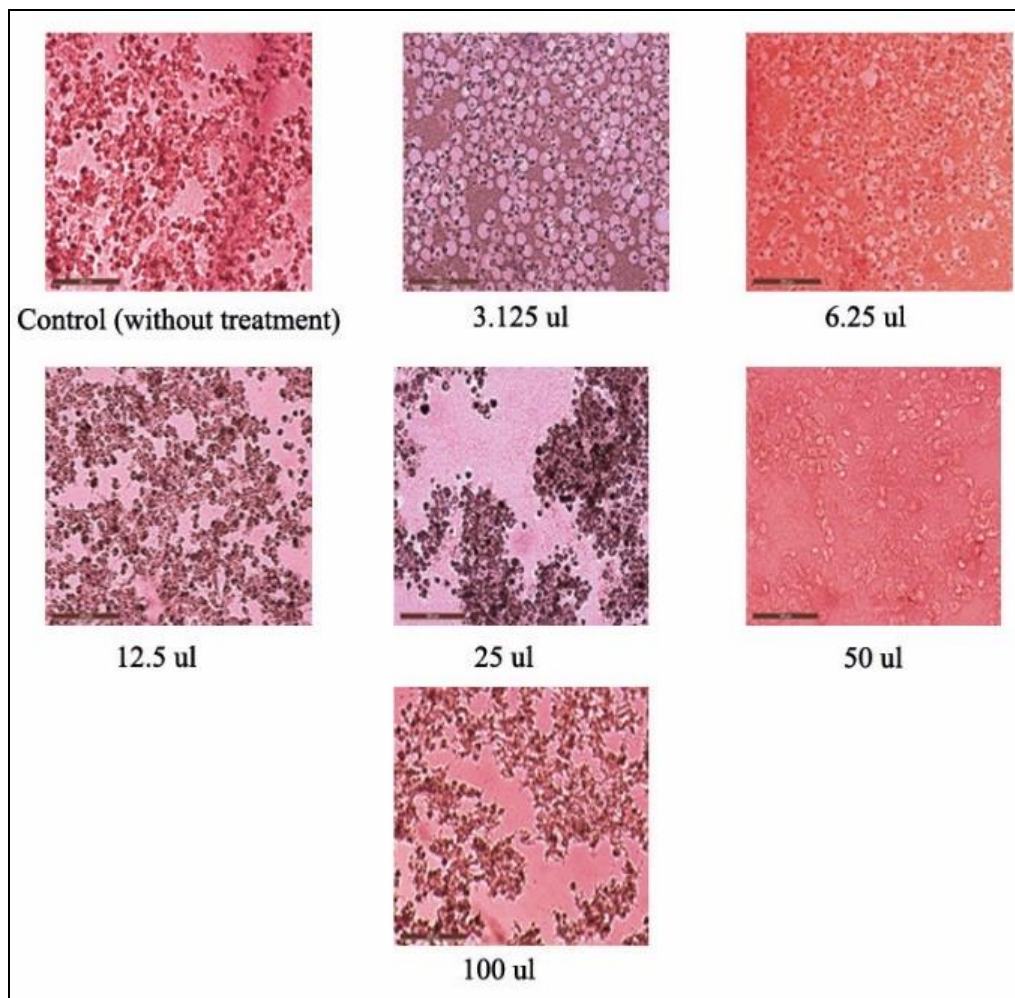 Control (without treatment)
3.125 ul
6.25 ul
12.5 ul
25 ul
50 ul
100 ul